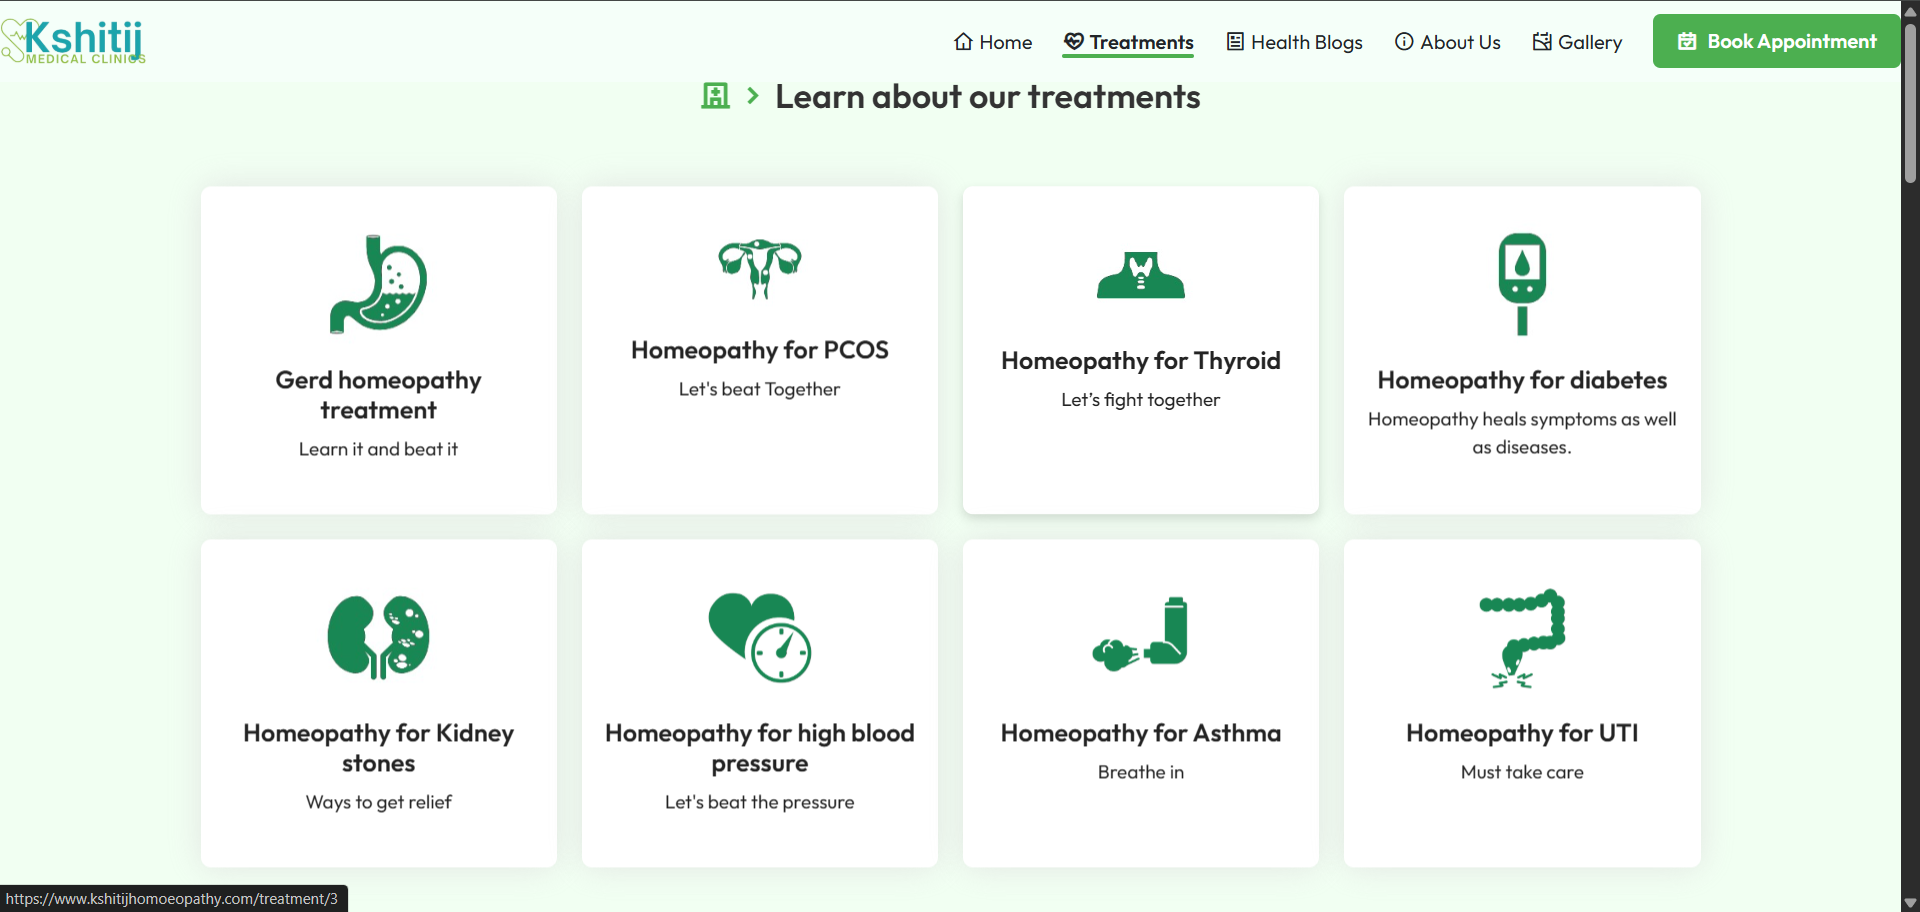 Kshitij
MEDICAL CLINICS
Home
Treatments
Health Blogs
About Us
Gallery
Book Appointment
Learn about our treatments
Gerd homeopathy
treatment
Learn it and beat it
Homeopathy for PCOS
Let's beat Together
Homeopathy for Thyroid
Let’s fight together
Homeopathy for diabetes
Homeopathy heals symptoms as well
as diseases.
Homeopathy for Kidney
stones
Ways to get relief
Homeopathy for high blood
pressure
Let's beat the pressure
Homeopathy for Asthma
Breathe in
Homeopathy for UTI
Must take care
https://www.kshitijhomoeopathy.com/treatment/3